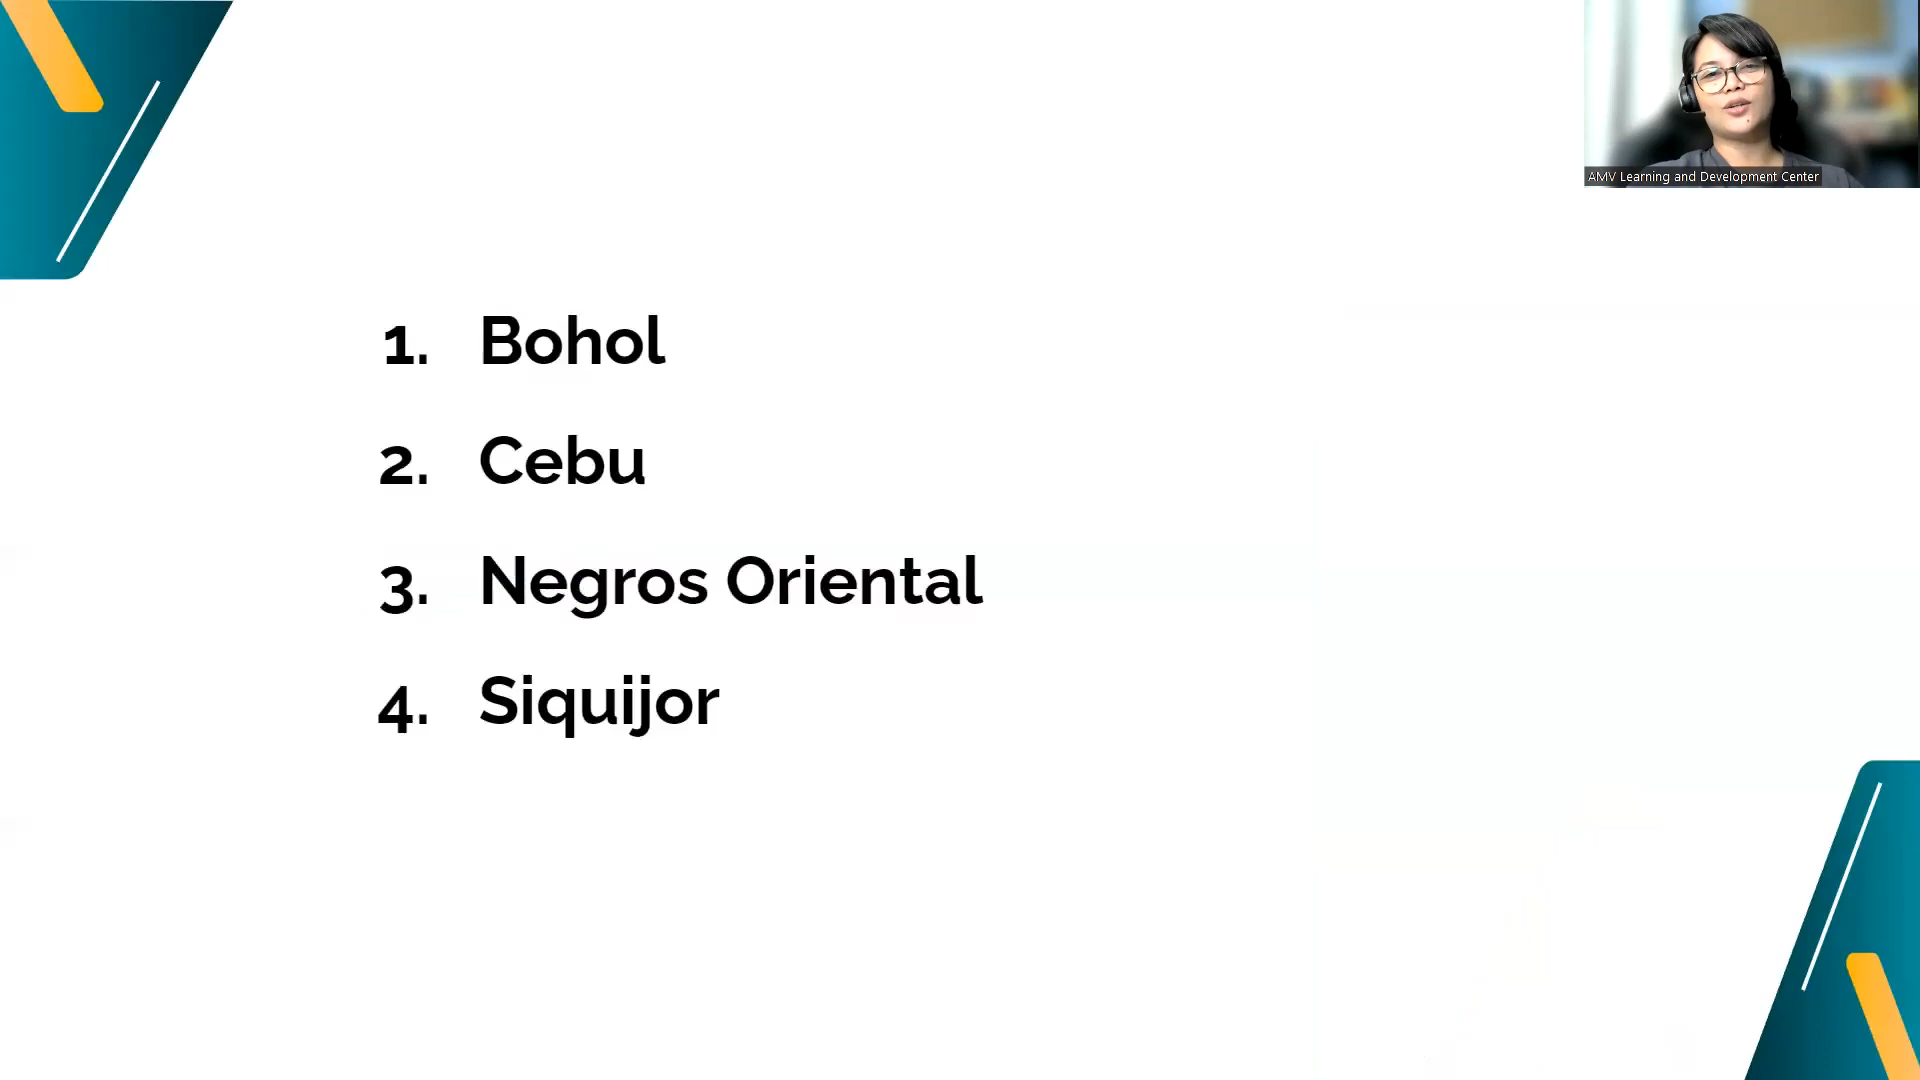 AMV Learning and Development Center
1. Bohol
2. Cebu
3. Negros Oriental
4. Siquijor